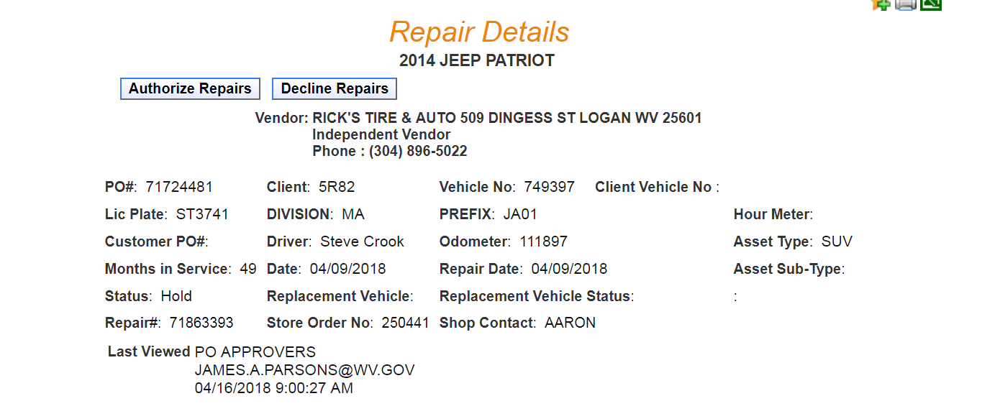 Repair Details
2014 JEEP PATRIOT
Authorize Repairs Decline Repairs
Vendor: RICK'S TIRE & AUTO 509 DINGESS ST LOGAN WV 25601
Independent Vendor
Phone : (304) 896-5022
PO#: 71724481 Client: 5R82 Vehicle No: 749397 Client Vehicle No :
Lic Plate: ST3741 DIVISION: MA PREFIX: JA01 Hour Meter:
Customer PO#: Driver: Steve Crook Odometer: 111897 Asset Type: SUV
Months in Service: 49 Date: 04/09/2018 Repair Date: 04/09/2018 Asset Sub-Type:
Status: Hold Replacement Vehicle: Replacement Vehicle Status: :
Repair#: 71863393 Store Order No: 250441 Shop Contact: AARON
Last Viewed PO APPROVERS
JAMES.A.PARSONS@WV.GOV
04/16/2018 9:00:27 AM